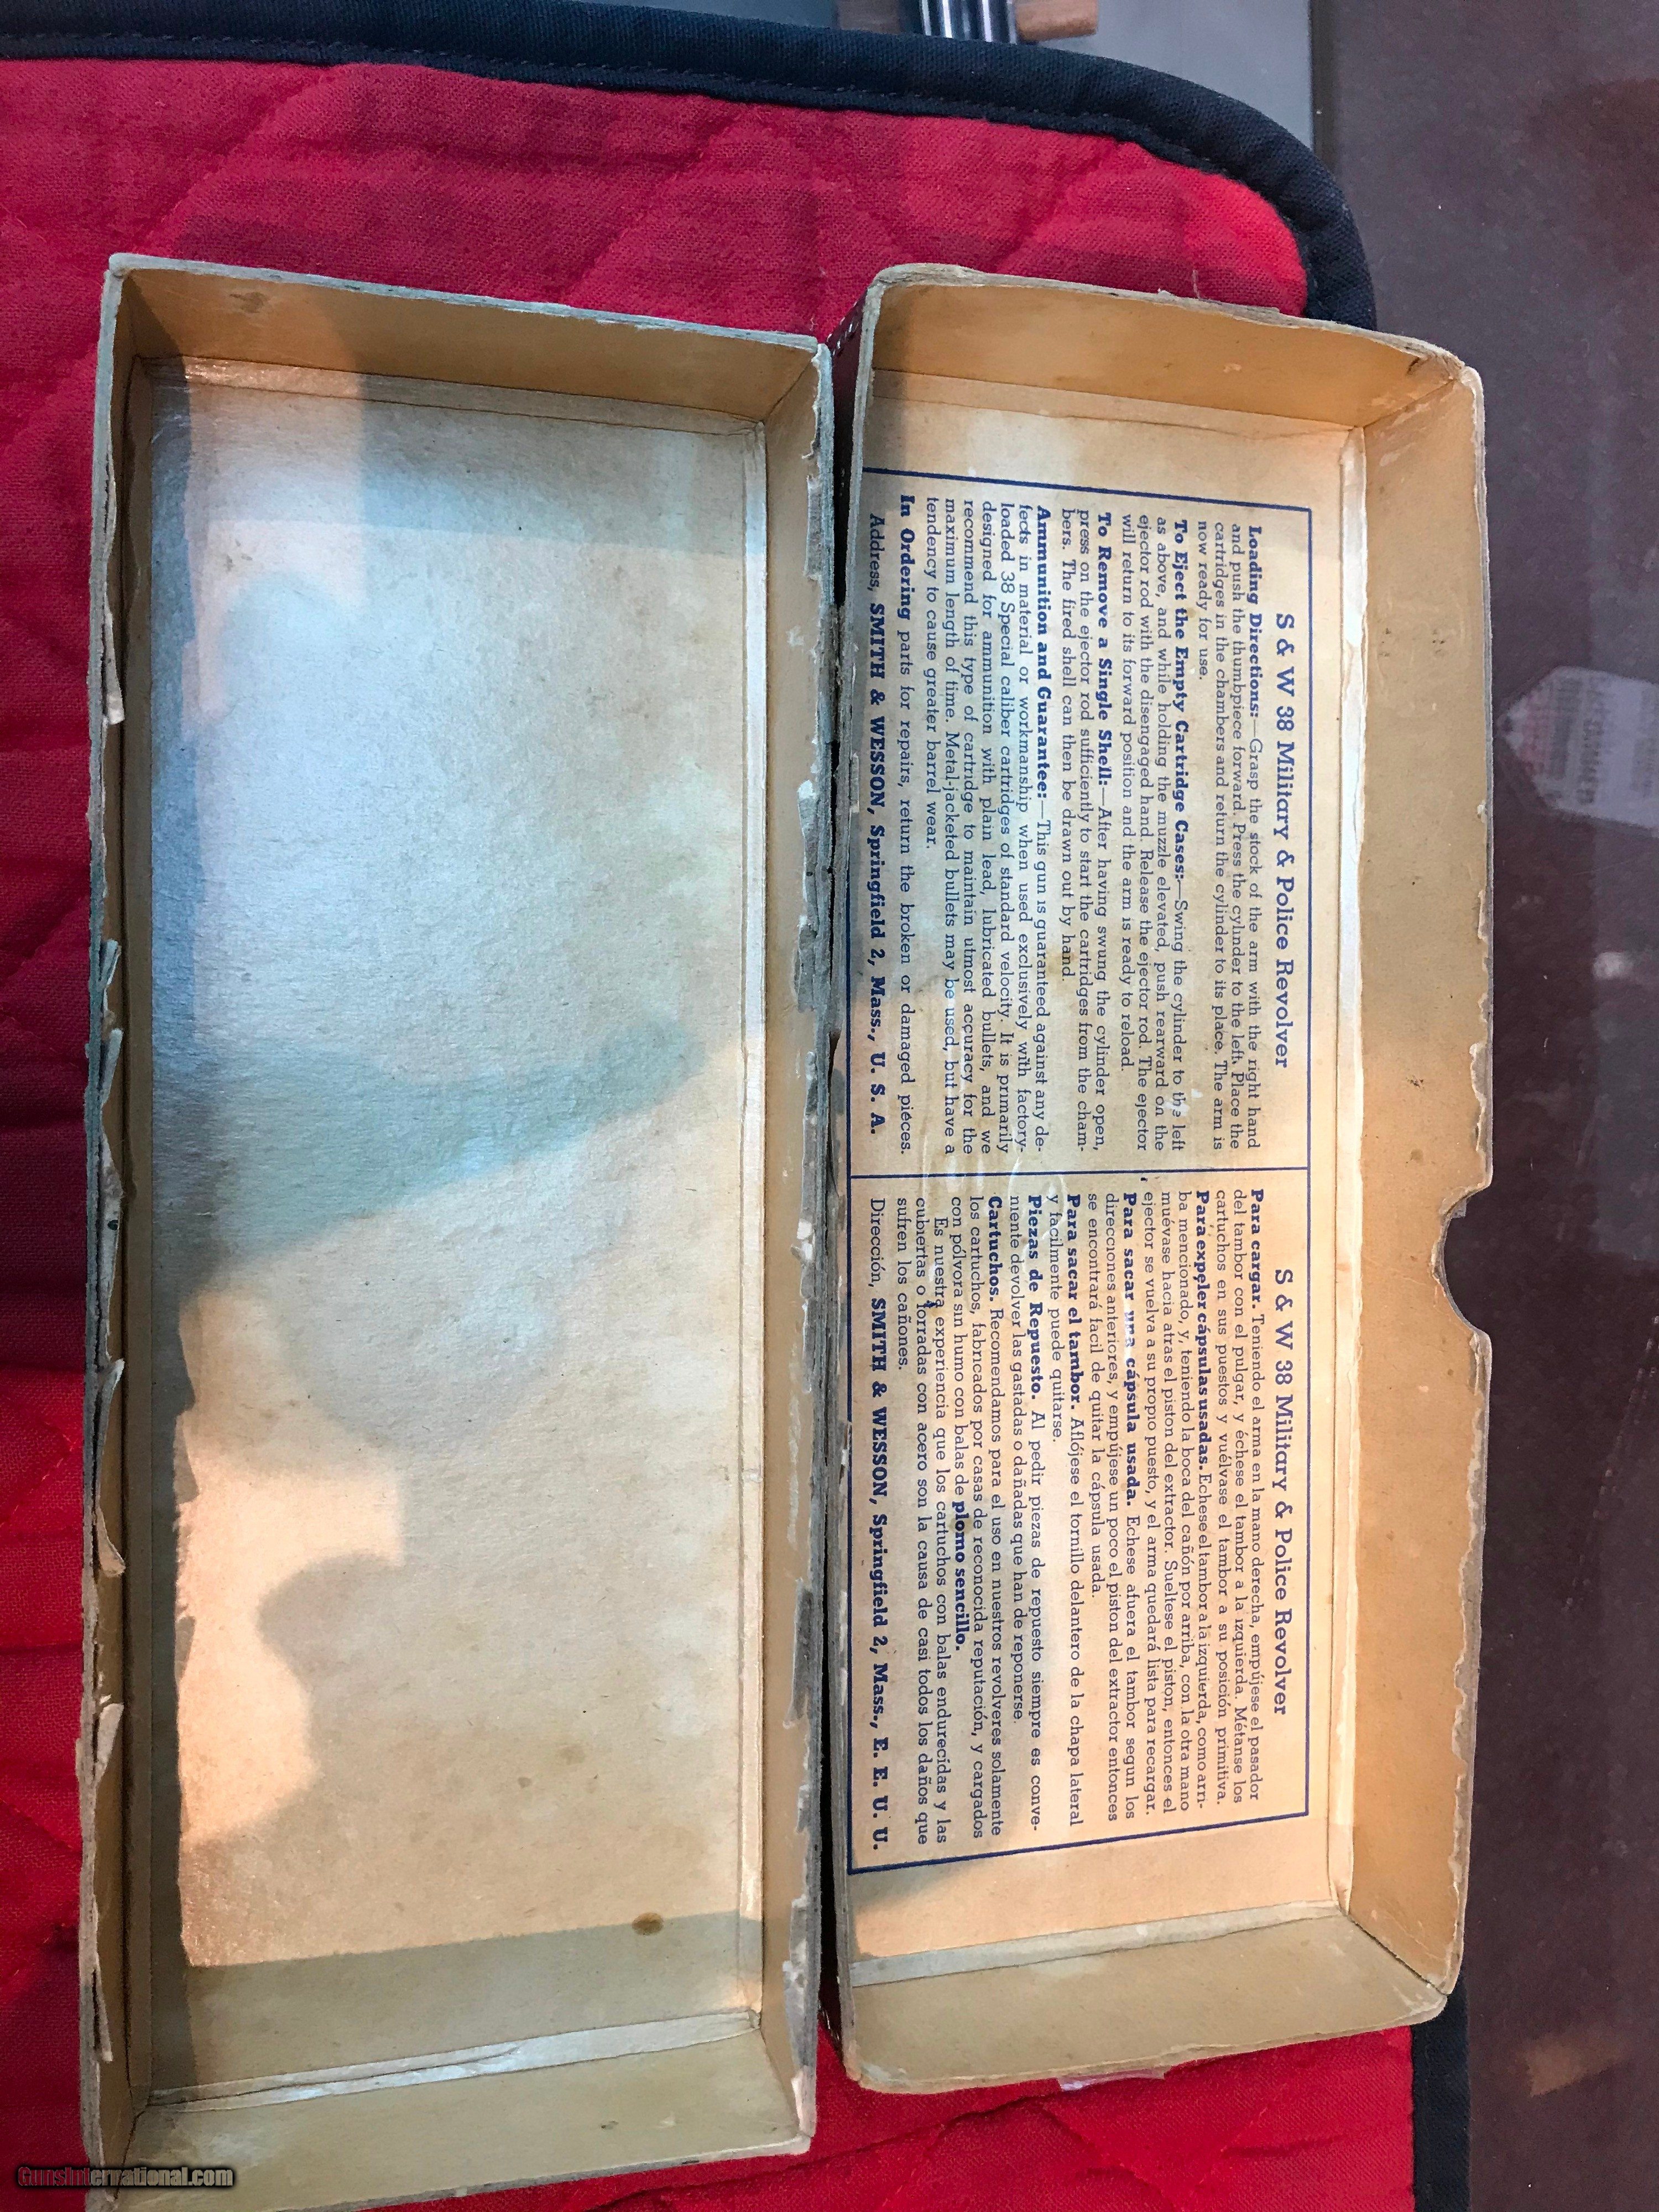 S & W 38 Military & Police Revolver
Loading Directions:—Grasp the stock of the arm with the right hand
and push the thumbpiece forward. Press the cylinder to the left. Place the
cartridges in the chambers and return the cylinder to its place. The arm is
now ready for use.
To Eject the Empty Cartridge Cases:—Swing the cylinder to the left
as above, and while holding the muzzle elevated, push rearward on the
ejector rod with the disengaged hand. Release the ejector rod. The ejector
will return to its forward position and the arm is ready to reload.
To Remove a Single Shell:—After having swung the cylinder open,
press on the ejector rod sufficiently to start the cartridges from the cham-
bers. The fired shell can then be drawn out by hand.
Ammunition and Guarantee:—This gun is guaranteed against any de-
fects in material or workmanship when used exclusively with factory-
loaded 38 Special caliber cartridges of standard velocity. It is primarily
designed for ammunition with plain lead, lubricated bullets, and we
recommend this type of cartridge to maintain utmost accuracy for the
maximum length of time. Metal-jacketed bullets may be used, but have a
tendency to cause greater barrel wear.
In Ordering parts for repairs, return the broken or damaged pieces.
Address, SMITH & WESSON, Springfield 2, Mass., U. S. A.
S & W 38 Military & Police Revolver
Para cargar. Teniendo el arma en la mano derecha, empújese el pasador
del tambor con el pulgar, y échese el tambor a la izquierda. Métanse los
cartuchos en sus puestos y vuélvase el tambor a su posición primitiva.
Para expeler cápsulas usadas. Echese el tambor a la izquierda, como arri-
ba mencionado, y, teniendo la boca del cañón por arriba, con la otra mano
muévase hacia atras el piston del extractor. Sueltese el piston, entonces el
ejector se vuelva a su propio puesto, y el arma quedará lista para recargar.
Para sacar una cápsula usada. Echese afuera el tambor segun los
direcciones anteriores, y empújese un poco el piston del extractor entonces
se encontrará facil de quitar la cápsula usada.
Para sacar el tambor. Aflójese el tornillo delantero de la chapa lateral
y facilmente puede quitarse.
Piezas de Repuesto. Al pedir piezas de repuesto siempre es conve-
niente devolver las gastadas o dañadas que han de reponerse.
Cartuchos. Recomendamos para el uso en nuestros revolveres solamente
los cartuchos, fabricados por casas de reconocida reputación, y cargados
con pólvora sin humo con balas de plomo sencillo.
Es nuestra experiencia que los cartuchos con balas endurecidas y las
cubiertas o forradas con acero son la causa de casi todos los daños que
sufren los cañones.
Dirección, SMITH & WESSON, Springfield 2, Mass., E. E. U. U.
GunsInternational.com